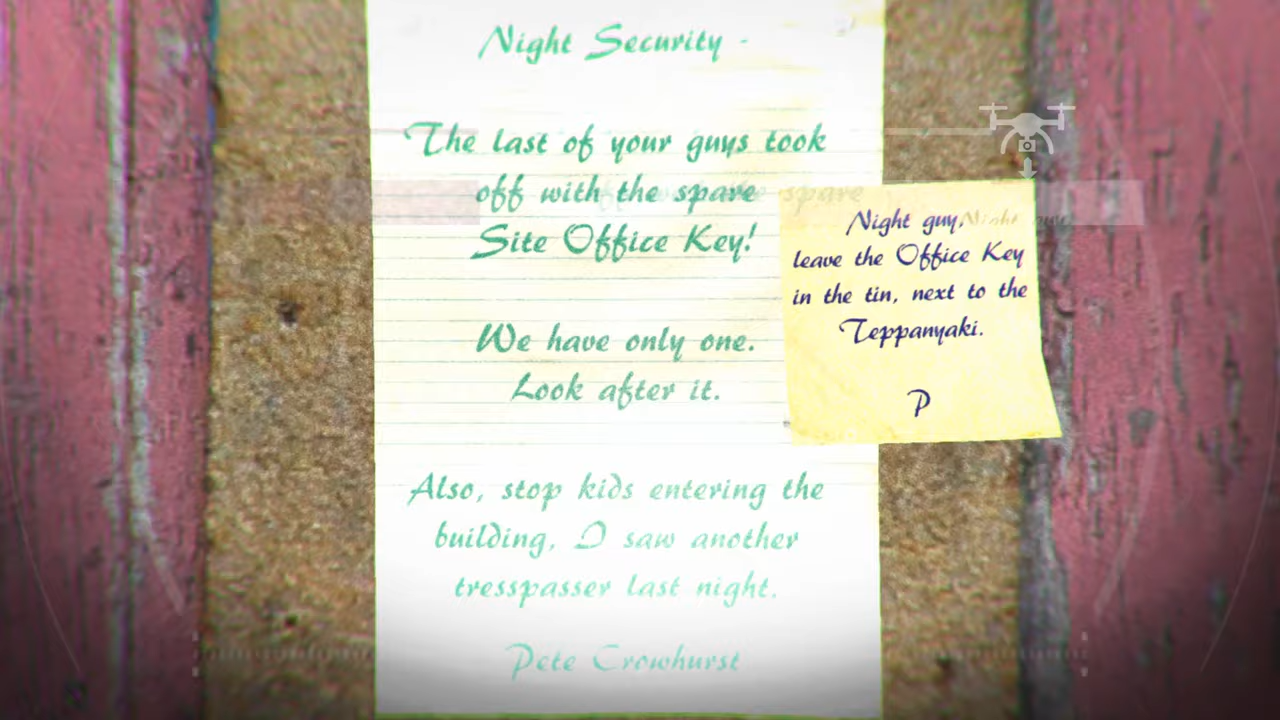 Night Security -
The last of your guys took
off with the spare
Site Office Key!
We have only one.
Look after it.
Also, stop kids entering the
building, I saw another
tresspasser last night.
Pete Crowhurst
Night guy,
leave the Office Key
in the tin, next to the
Teppanyaki.
P